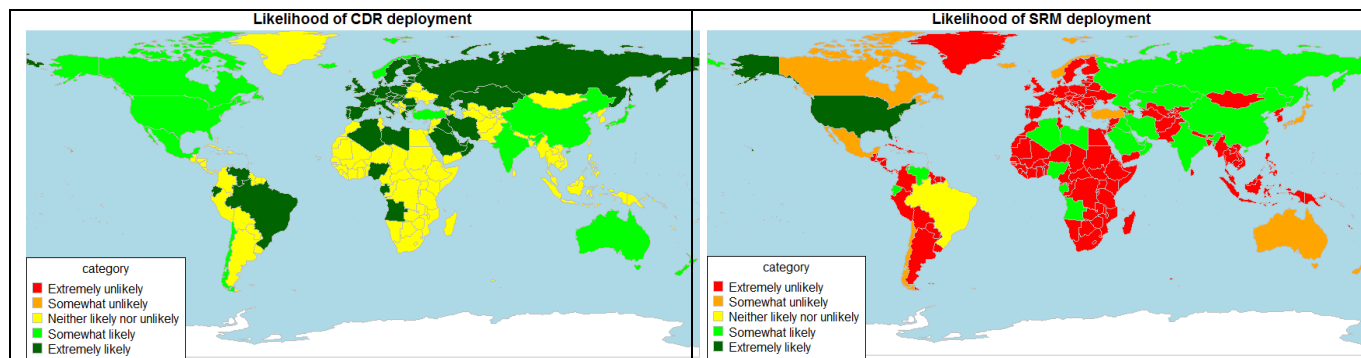 Likelihood of CDR deployment
category
Extremely unlikely
Somewhat unlikely
Neither likely nor unlikely
Somewhat likely
Extremely likely
Likelihood of SRM deployment
category
Extremely unlikely
Somewhat unlikely
Neither likely nor unlikely
Somewhat likely
Extremely likely